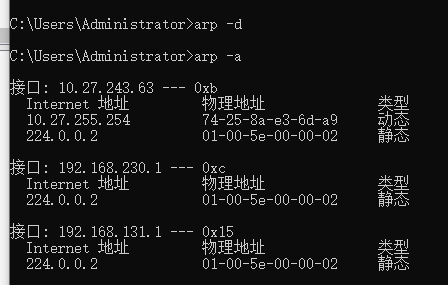 C:\Users\Administrator>arp -d
C:\Users\Administrator>arp -a
接口: 10.27.243.63 --- 0xb
Internet 地址 物理地址 类型
10.27.255.254 74-25-8a-e3-6d-a9 动态
224.0.0.2 01-00-5e-00-00-02 静态
接口: 192.168.230.1 --- 0xc
Internet 地址 物理地址 类型
224.0.0.2 01-00-5e-00-00-02 静态
接口: 192.168.131.1 --- 0x15
Internet 地址 物理地址 类型
224.0.0.2 01-00-5e-00-00-02 静态